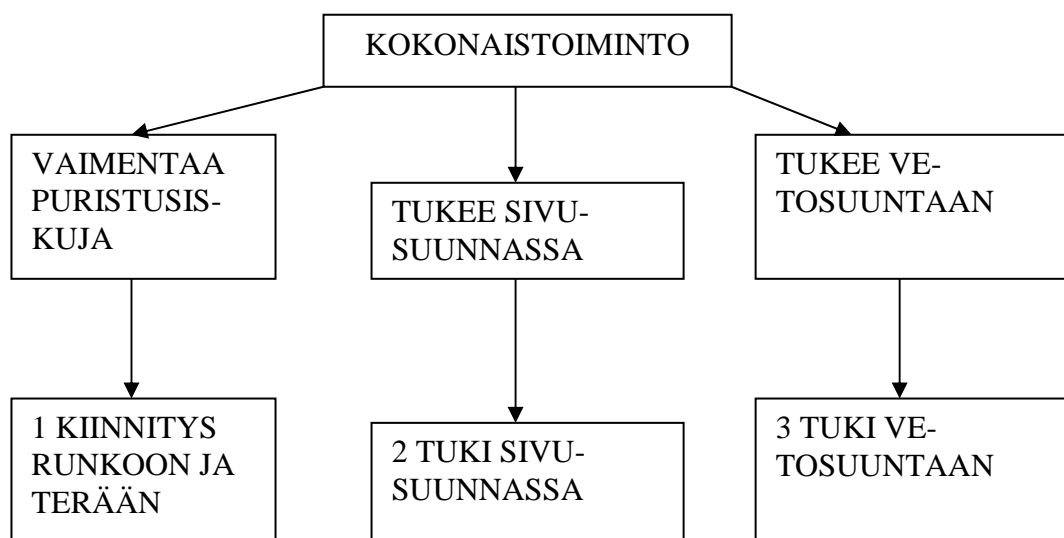 KOKONAISTOIMINTO
VAIMENTAA
PURISTUSIS-
KUJA
TUKEE SIVU-
SUUNNASSA
TUKEE VE-
TOSUUNTAAN
1 KIINNITYS
RUNKOON JA
TERÄÄN
2 TUKI SIVU-
SUUNNASSA
3 TUKI VE-
TOSUUNTAAN